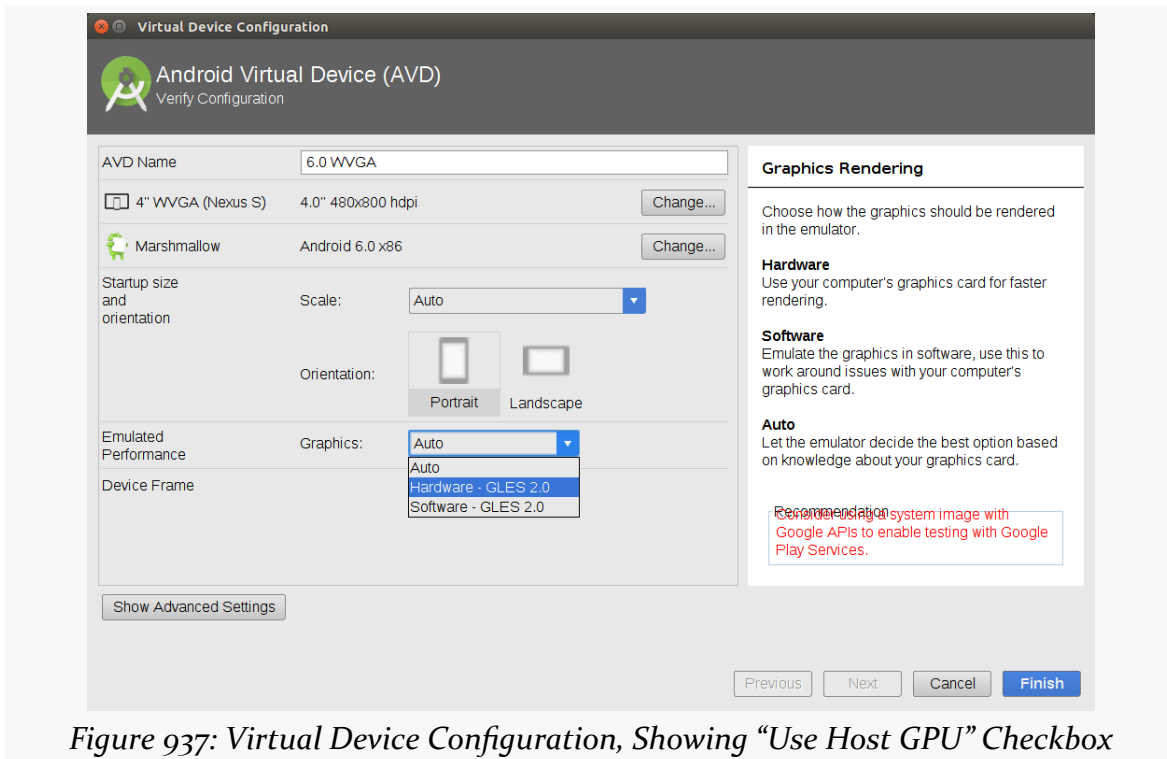 Virtual Device Configuration
Android Virtual Device (AVD)
Verify Configuration
AVD Name
6.0 WVGA
4" WVGA (Nexus S)
4.0" 480x800 hdpi
Change...
Marshmallow
Android 6.0 x86
Change...
Startup size
and
orientation
Scale:
Auto
Orientation:
Portrait
Landscape
Emulated
Performance
Graphics:
Auto
Auto
Hardware - GLES 2.0
Software - GLES 2.0
Device Frame
Graphics Rendering
Choose how the graphics should be rendered
in the emulator.
Hardware
Use your computer's graphics card for faster
rendering.
Software
Emulate the graphics in software, use this to
work around issues with your computer's
graphics card.
Auto
Let the emulator decide the best option based
on knowledge about your graphics card.
Recommendation
Consider using a system image with
Google APIs to enable testing with Google
Play Services.
Show Advanced Settings
Previous
Next
Cancel
Finish
Figure 937: Virtual Device Configuration, Showing “Use Host GPU” Checkbox